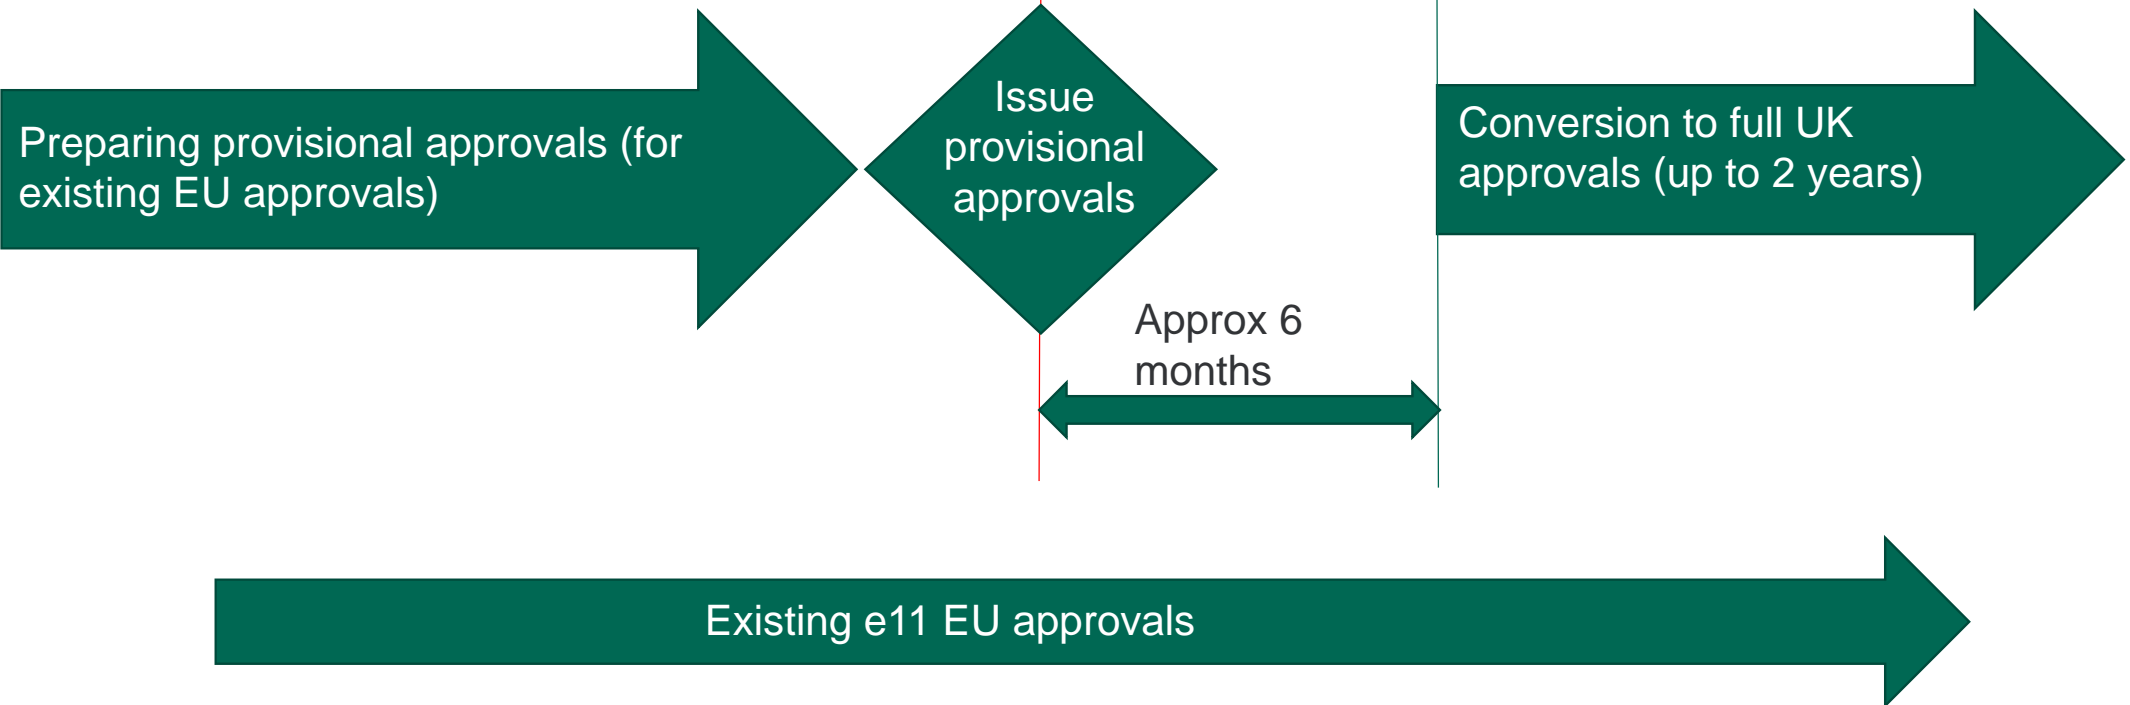 Preparing provisional approvals (for
existing EU approvals)
Issue
provisional
approvals
Conversion to full UK
approvals (up to 2 years)
Approx 6
months
Existing e11 EU approvals